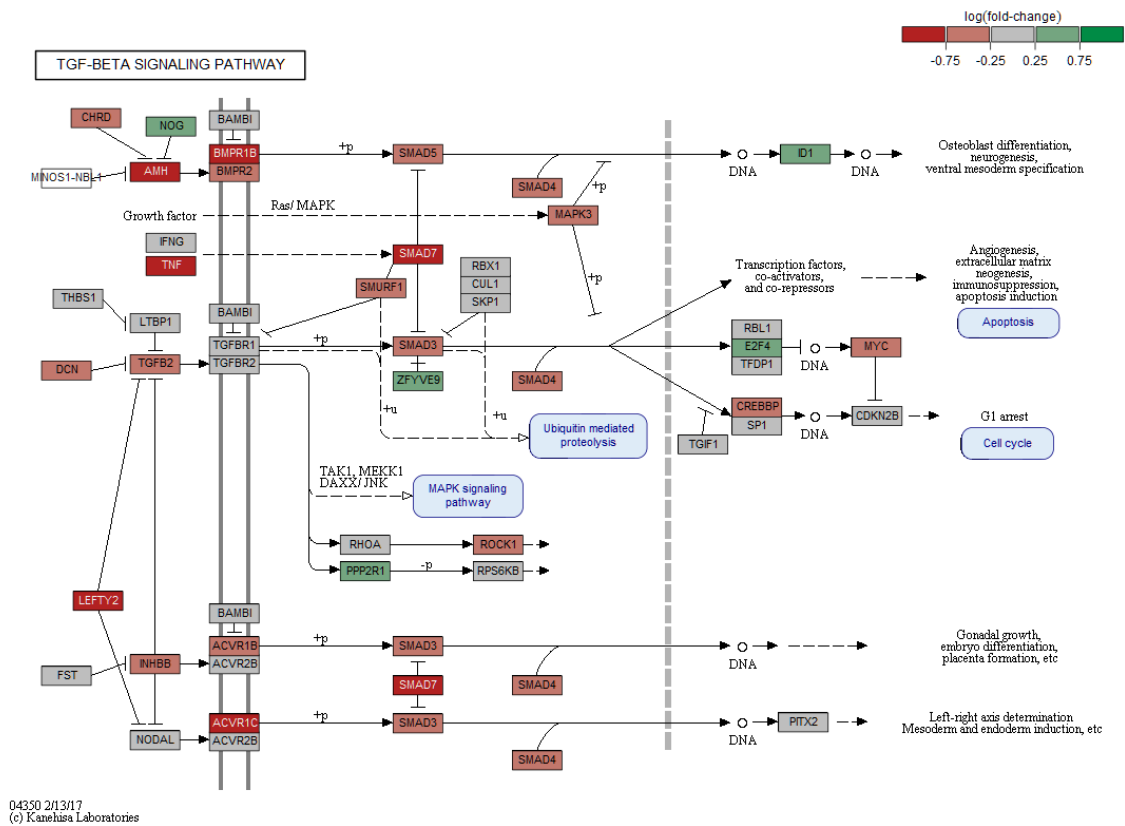 log(fold-change)
-0.75 -0.25 0.25 0.75
TGF-BETA SIGNALING PATHWAY
CHRD
NOG
BAMBI
MINOS1-NBL1
AMH
BMPR1B
BMPR2
+p
SMAD5
SMAD4
+p
DNA
ID1
DNA
Osteoblast differentiation,
neurogenesis,
ventral mesoderm specification
Growth factor
Ras/ MAPK
MAPK3
IFNG
TNF
SMAD7
SMURF1
RBX1
CUL1
SKP1
+p
Transcription factors,
co-activators,
and co-repressors
Angiogenesis,
extracellular matrix
neogenesis,
immunosuppression,
apoptosis induction
Apoptosis
THBS1
LTBP1
BAMBI
DCN
TGFB2
TGFBR1
TGFBR2
+p
SMAD3
ZFYVE9
SMAD4
RBL1
E2F4
TFDP1
DNA
MYC
CREBBP
SP1
TGIF1
DNA
CDKN2B
G1 arrest
Cell cycle
+u
+u
Ubiquitin mediated
proteolysis
TAK1, MEKK1
DAXX/ JNK
MAPK signaling
pathway
RHOA
ROCK1
PPP2R1
-p
RPS6KB
LEFTY2
BAMBI
FST
INHBB
ACVR1B
ACVR2B
+p
SMAD3
SMAD4
DNA
Gonadal growth,
embryo differentiation,
placenta formation, etc
SMAD7
NODAL
ACVR1C
ACVR2B
+p
SMAD3
SMAD4
DNA
PITX2
Left-right axis determination
Mesoderm and endoderm induction, etc
04350 2/13/17
(c) Kanehisa Laboratories